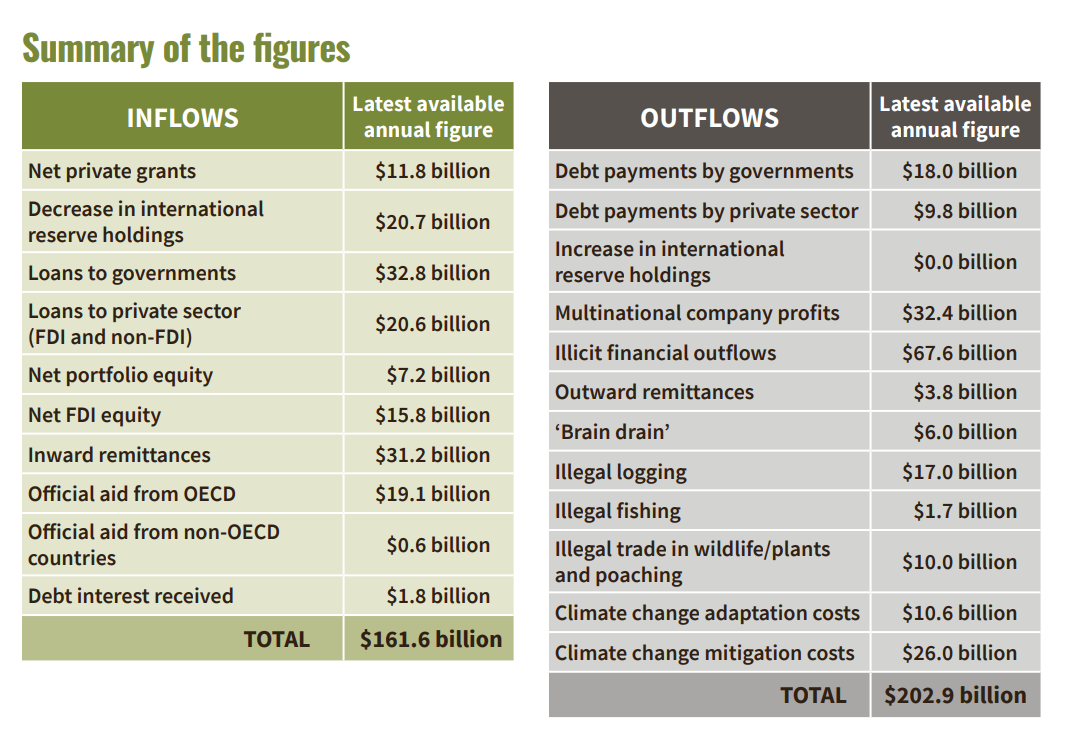 Summary of the figures
INFLOWS
Latest available
annual figure
Net private grants
$11.8 billion
Decrease in international
reserve holdings
$20.7 billion
Loans to governments
$32.8 billion
Loans to private sector
(FDI and non-FDI)
$20.6 billion
Net portfolio equity
$7.2 billion
Net FDI equity
$15.8 billion
Inward remittances
$31.2 billion
Official aid from OECD
$19.1 billion
Official aid from non-OECD
countries
$0.6 billion
Debt interest received
$1.8 billion
TOTAL
$161.6 billion
OUTFLOWS
Latest available
annual figure
Debt payments by governments
$18.0 billion
Debt payments by private sector
$9.8 billion
Increase in international
reserve holdings
$0.0 billion
Multinational company profits
$32.4 billion
Illicit financial outflows
$67.6 billion
Outward remittances
$3.8 billion
‘Brain drain’
$6.0 billion
Illegal logging
$17.0 billion
Illegal fishing
$1.7 billion
Illegal trade in wildlife/plants
and poaching
$10.0 billion
Climate change adaptation costs
$10.6 billion
Climate change mitigation costs
$26.0 billion
TOTAL
$202.9 billion